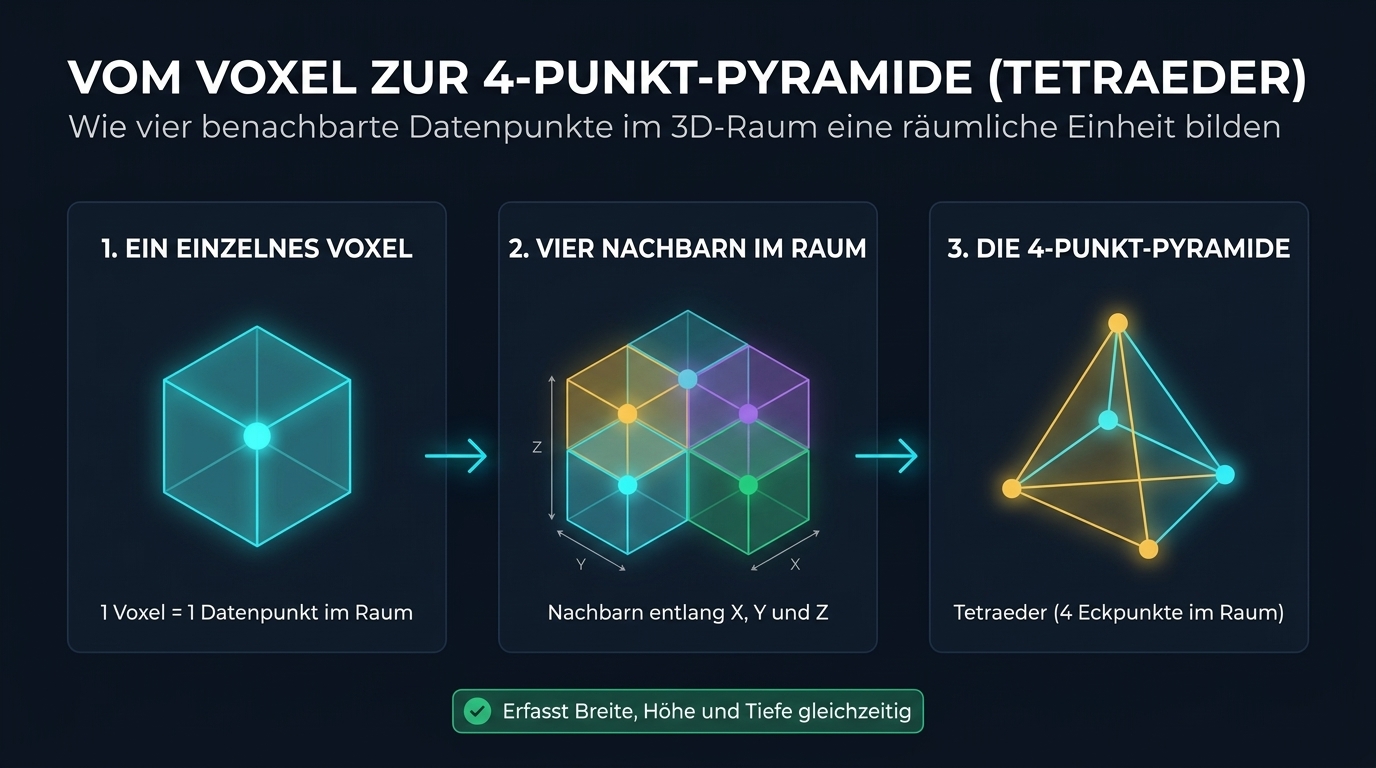 VOM VOXEL ZUR 4-PUNKT-PYRAMIDE (TETRAEDER)
Wie vier benachbarte Datenpunkte im 3D-Raum eine räumliche Einheit bilden
1. EIN EINZELNES VOXEL
1 Voxel = 1 Datenpunkt im Raum
2. VIER NACHBARN IM RAUM
Z
Y
X
Nachbarn entlang X, Y und Z
3. DIE 4-PUNKT-PYRAMIDE
Tetraeder (4 Eckpunkte im Raum)
Erfasst Breite, Höhe und Tiefe gleichzeitig